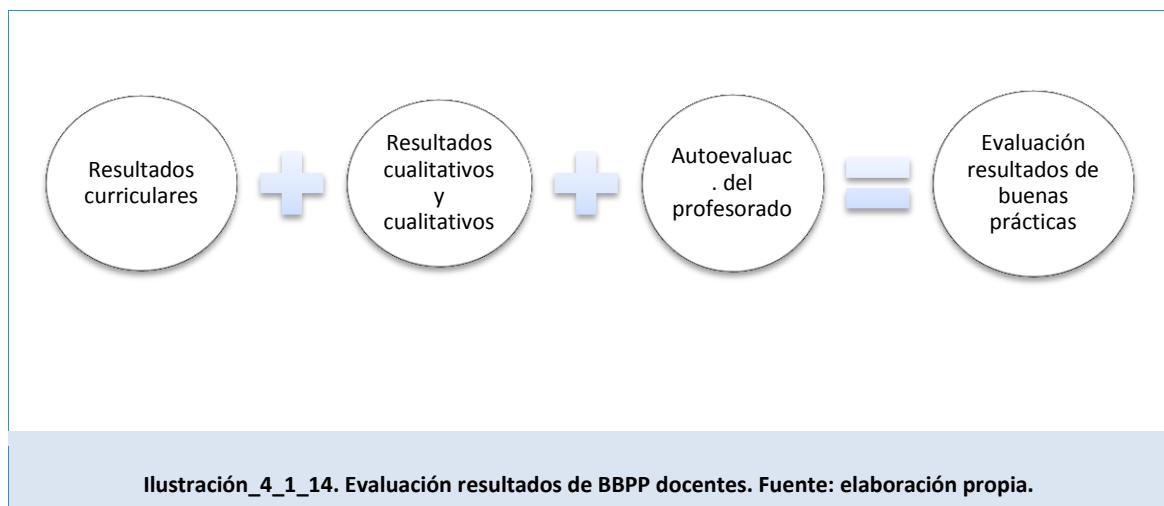 Resultados
curriculares
Resultados
cualitativos
y
cualitativos
Autoevaluac
. del
profesorado
Evaluación
resultados de
buenas
prácticas
Ilustración_4_1_14. Evaluación resultados de BBPP docentes. Fuente: elaboración propia.